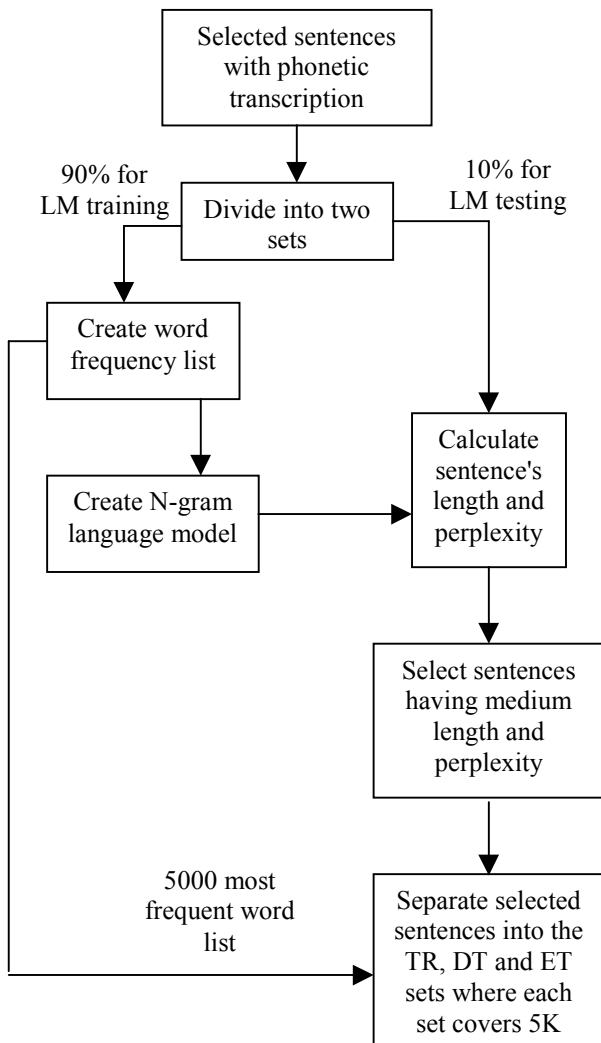 Selected sentences
with phonetic
transcription
90% for
LM training
10% for
LM testing
Divide into two
sets
Create word
frequency list
Calculate
sentence's
length and
perplexity
Create N-gram
language model
Select sentences
having medium
length and
perplexity
5000 most
frequent word
list
Separate selected
sentences into the
TR, DT and ET
sets where each
set covers 5K